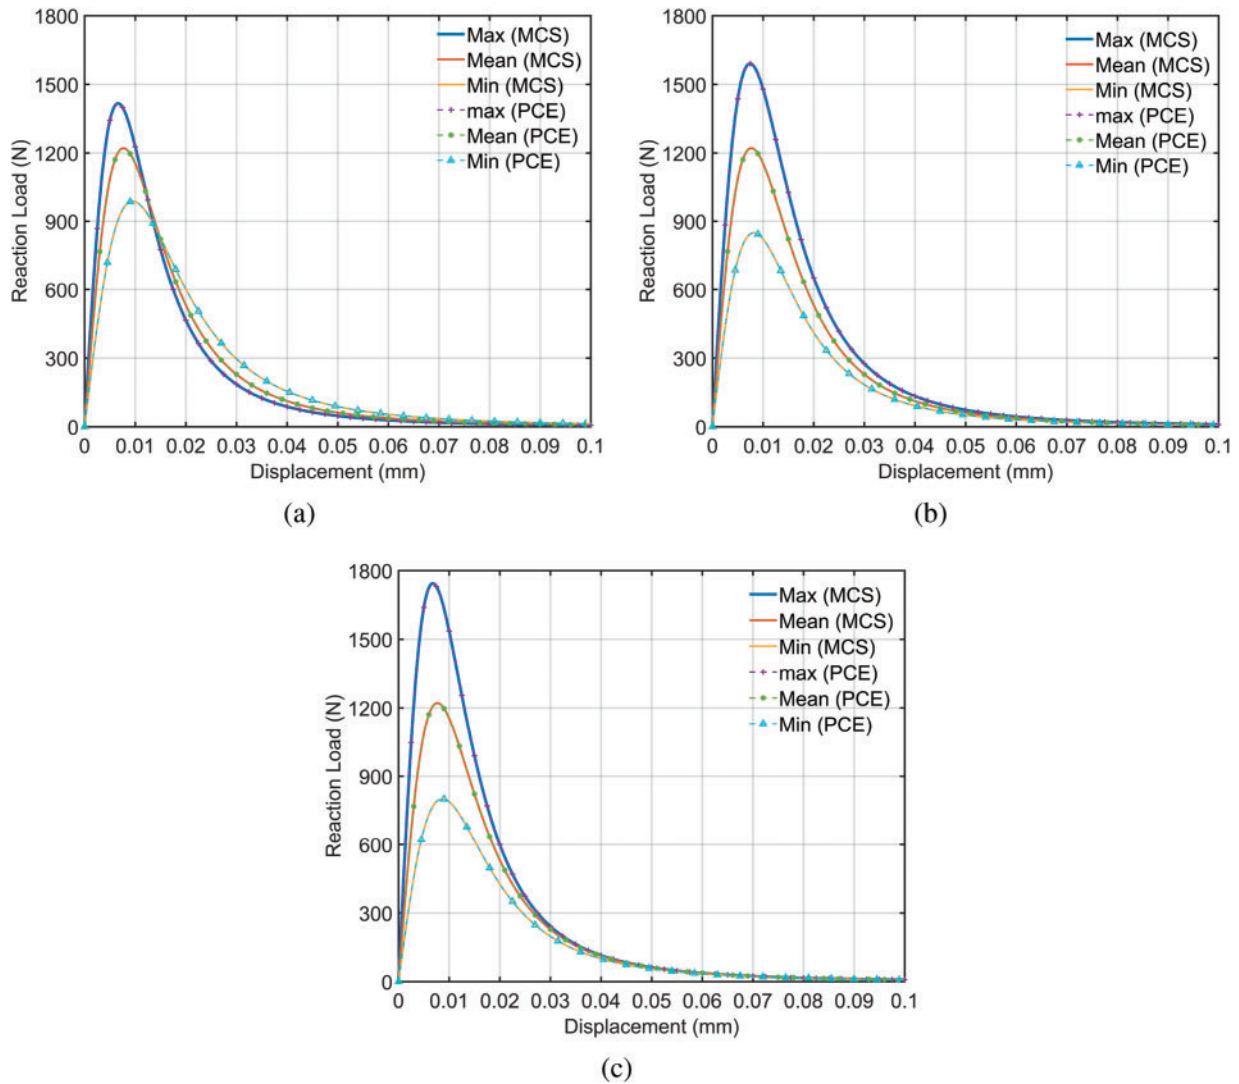 1800
1500
1200
900
600
300
0
Reaction Load (N)
Max (MCS)
Mean (MCS)
Min (MCS)
max (PCE)
Mean (PCE)
Min (PCE)
0 0.01 0.02 0.03 0.04 0.05 0.06 0.07 0.08 0.09 0.1
Displacement (mm)
(a)
1800
1500
1200
900
600
300
0
Reaction Load (N)
Max (MCS)
Mean (MCS)
Min (MCS)
max (PCE)
Mean (PCE)
Min (PCE)
0 0.01 0.02 0.03 0.04 0.05 0.06 0.07 0.08 0.09 0.1
Displacement (mm)
(b)
1800
1500
1200
900
600
300
0
Reaction Load (N)
Max (MCS)
Mean (MCS)
Min (MCS)
max (PCE)
Mean (PCE)
Min (PCE)
0 0.01 0.02 0.03 0.04 0.05 0.06 0.07 0.08 0.09 0.1
Displacement (mm)
(c)